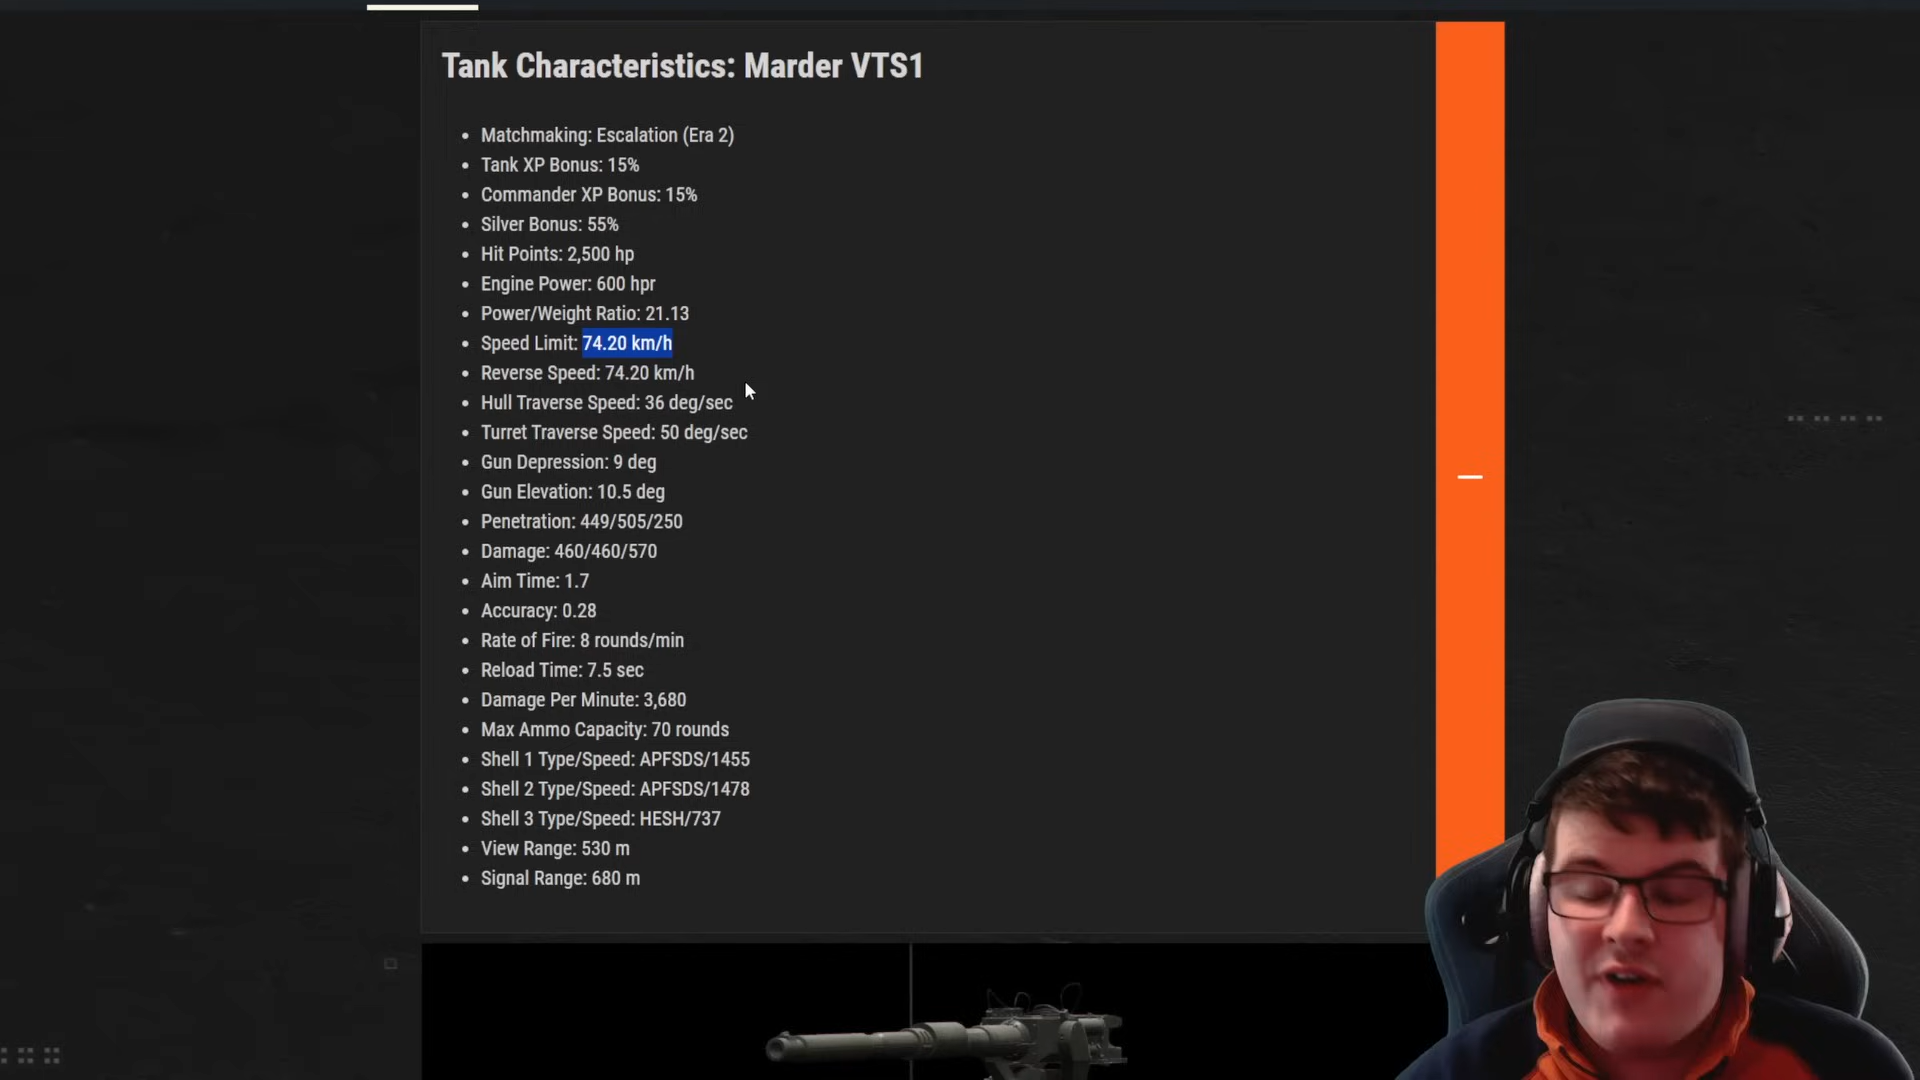 Tank Characteristics: Marder VTS1
Matchmaking: Escalation (Era 2)
Tank XP Bonus: 15%
Commander XP Bonus: 15%
Silver Bonus: 55%
Hit Points: 2,500 hp
Engine Power: 600 hpr
Power/Weight Ratio: 21.13
Speed Limit: 74.20 km/h
Reverse Speed: 74.20 km/h
Hull Traverse Speed: 36 deg/sec
Turret Traverse Speed: 50 deg/sec
Gun Depression: 9 deg
Gun Elevation: 10.5 deg
Penetration: 449/505/250
Damage: 460/460/570
Aim Time: 1.7
Accuracy: 0.28
Rate of Fire: 8 rounds/min
Reload Time: 7.5 sec
Damage Per Minute: 3,680
Max Ammo Capacity: 70 rounds
Shell 1 Type/Speed: APFSDS/1455
Shell 2 Type/Speed: APFSDS/1478
Shell 3 Type/Speed: HESH/737
View Range: 530 m
Signal Range: 680 m